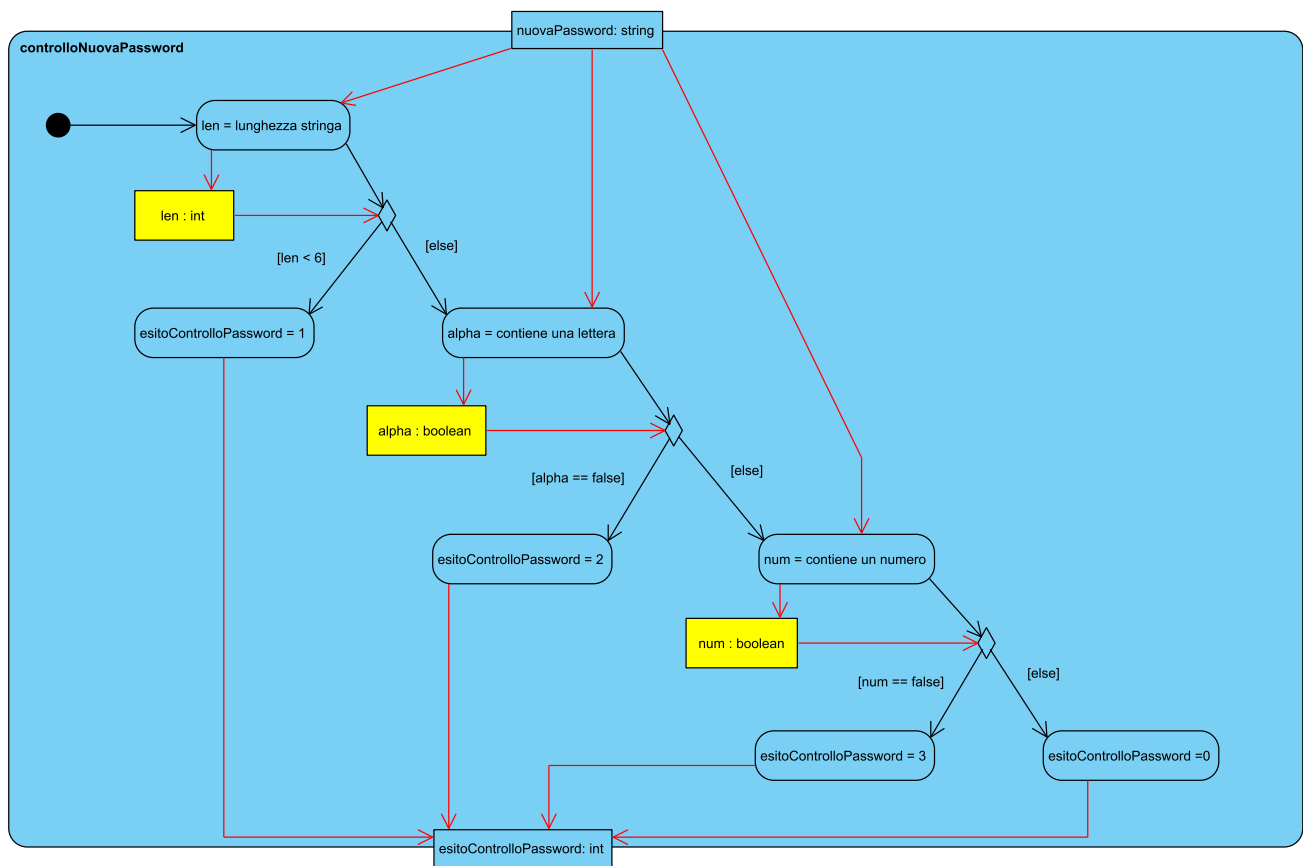 nuovaPassword: string
controlloNuovaPassword
len = lunghezza stringa
len : int
[len < 6]
[else]
esitoControlloPassword = 1
alpha = contiene una lettera
alpha : boolean
[alpha == false]
[else]
esitoControlloPassword = 2
num = contiene un numero
num : boolean
[num == false]
[else]
esitoControlloPassword = 3
esitoControlloPassword =0
esitoControlloPassword: int